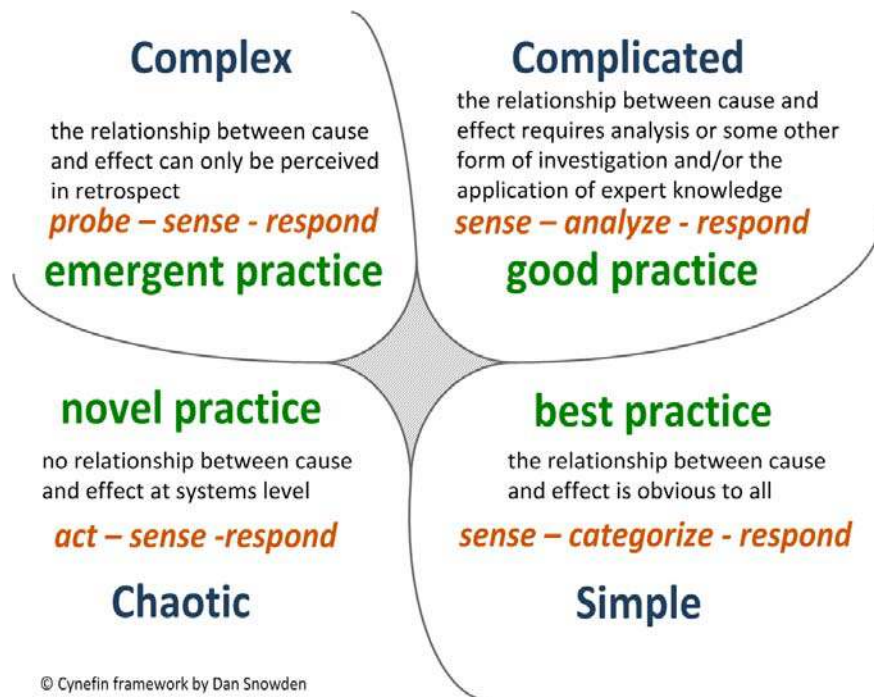 Complex
the relationship between cause
and effect can only be perceived
in retrospect
probe – sense - respond
emergent practice
Complicated
the relationship between cause and
effect requires analysis or some other
form of investigation and/or the
application of expert knowledge
sense – analyze - respond
good practice
novel practice
no relationship between cause
and effect at systems level
act – sense -respond
Chaotic
best practice
the relationship between cause
and effect is obvious to all
sense – categorize - respond
Simple
© Cynefin framework by Dan Snowden